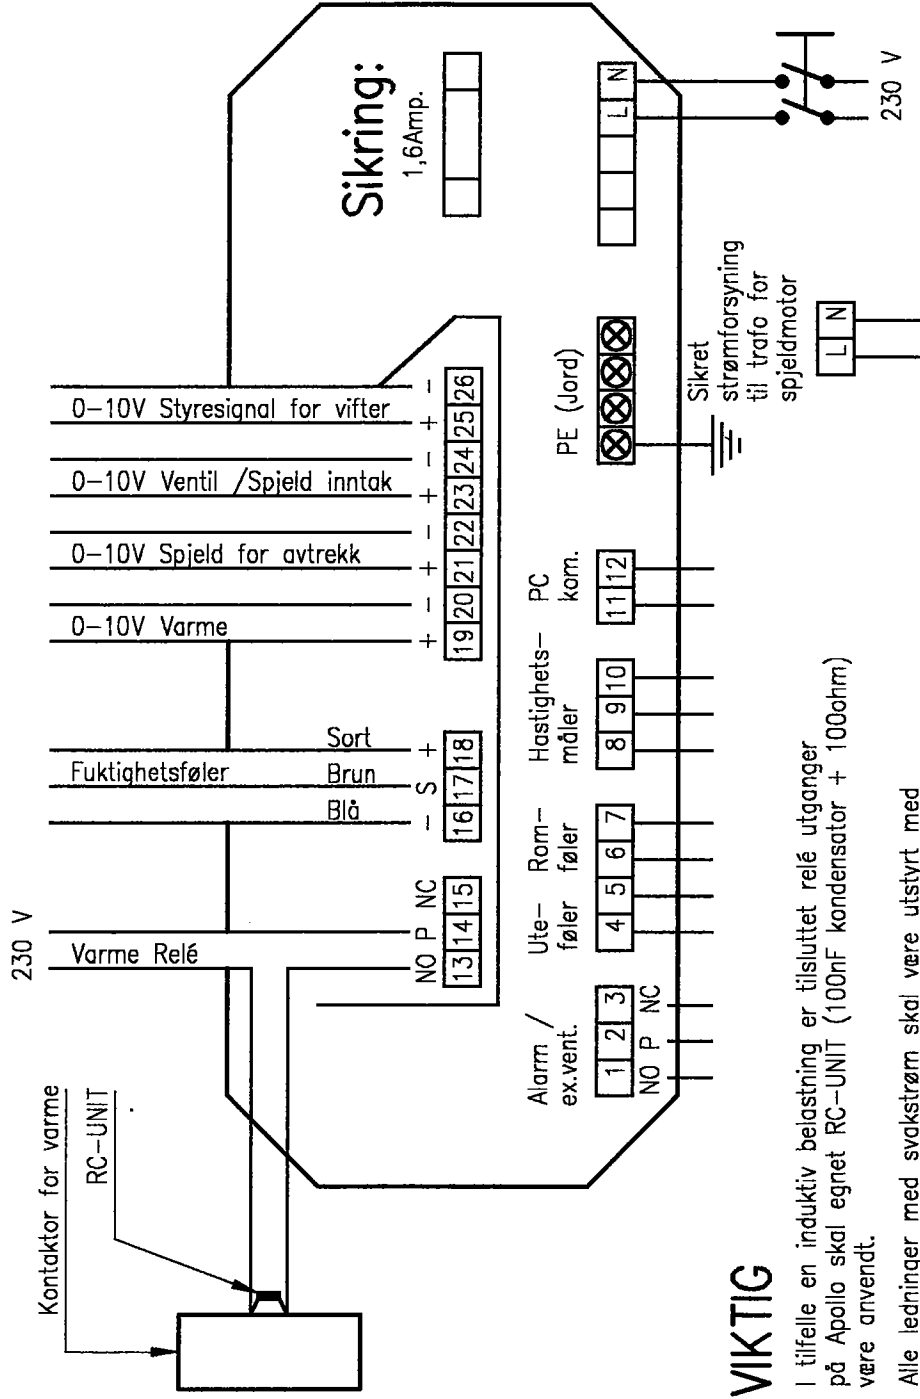 Kontaktor for varme
RC-UNIT
230 V
Varme Relé
NO P NC
13 14 15
Fuktighetsføler
Blå
Brun
Sort
- S +
16 17 18
0-10V Varme
0-10V Spjeld for avtrekk
0-10V Ventil /Spjeld inntak
0-10V Styresignal for vifter
+ - + - + - + -
19 20 21 22 23 24 25 26
Sikring:
1,6Amp.
Alarm /
ex.vent.
1 2 3
NO P NC
Ute-
føler
4 5
Rom-
føler
6 7
Hastighets-
måler
8 9 10
PC
kom.
11 12
PE (Jord)
L N
230 V
Sikret
strømforsyning
til trafo for
spjeldmotor
L N
VIKTIG
I tilfelle en induktiv belastning er tilsluttet relé utganger
på Apollo skal egnet RC-UNIT (100nF kondensator + 100ohm)
være anvendt.
Alle ledninger med svakstrøm skal være utstyrt med